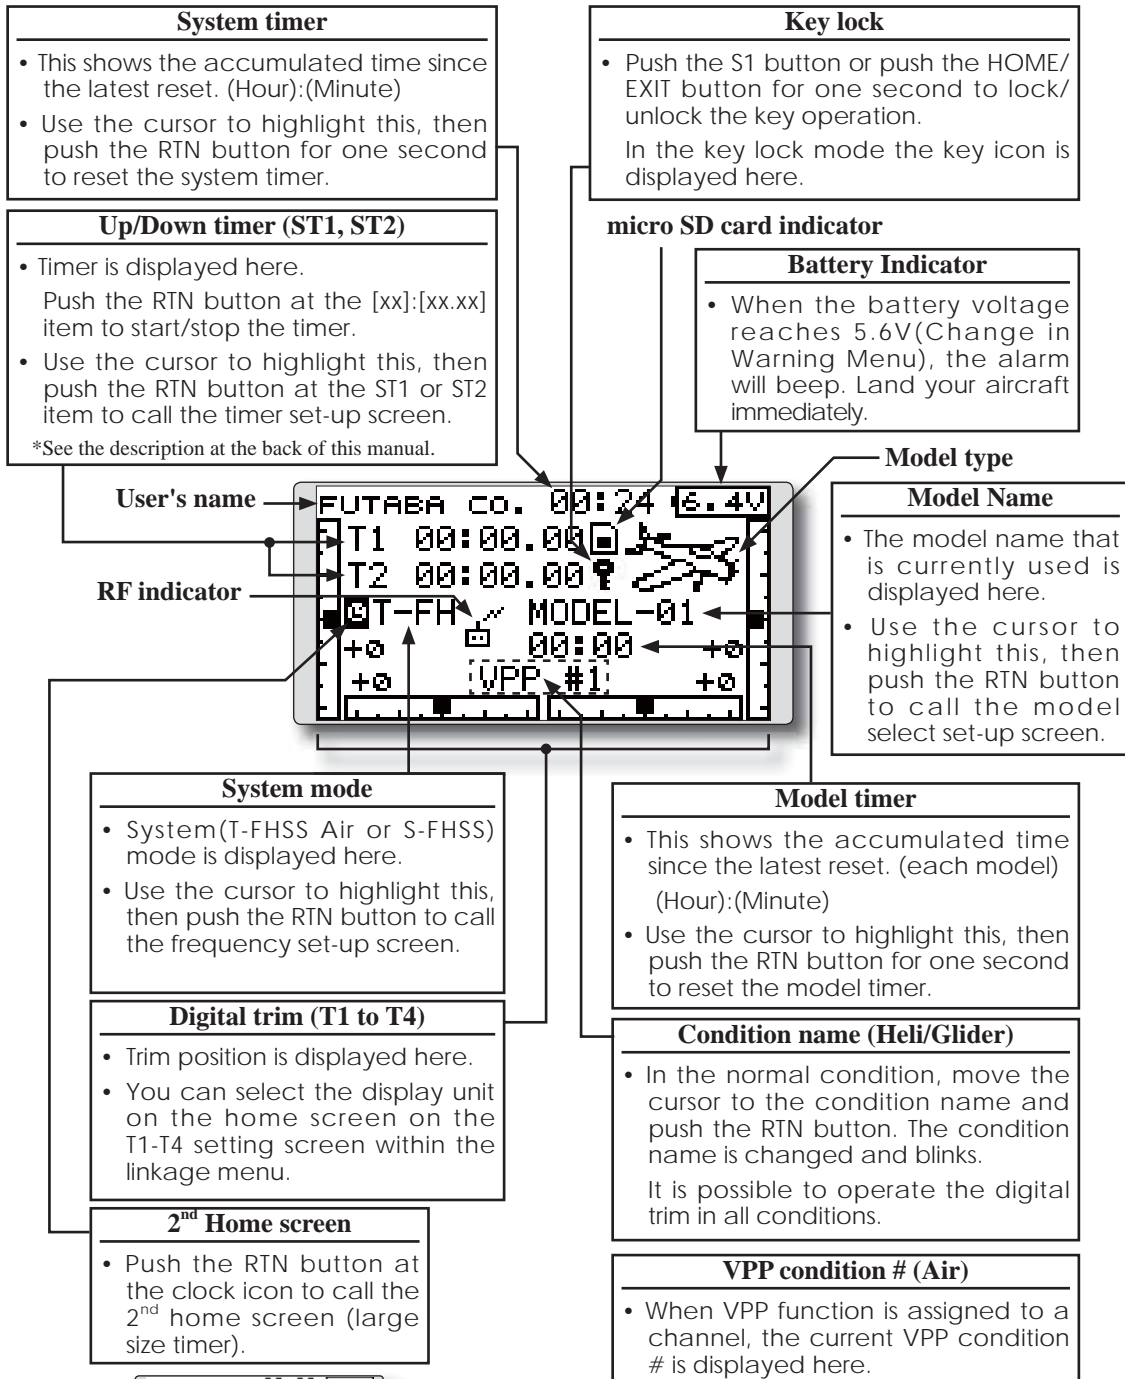 System timer
• This shows the accumulated time since
the latest reset. (Hour):(Minute)
• Use the cursor to highlight this, then
push the RTN button for one second
to reset the system timer.
Up/Down timer (ST1, ST2)
• Timer is displayed here.
Push the RTN button at the [xx]:[xx.xx]
item to start/stop the timer.
• Use the cursor to highlight this, then
push the RTN button at the ST1 or ST2
item to call the timer set-up screen.
*See the description at the back of this manual.
Key lock
• Push the S1 button or push the HOME/
EXIT button for one second to lock/
unlock the key operation.
In the key lock mode the key icon is
displayed here.
micro SD card indicator
Battery Indicator
• When the battery voltage
reaches 5.6V(Change in
Warning Menu), the alarm
will beep. Land your aircraft
immediately.
Model type
User's name
RF indicator
FUTABA CO. 00:24 6.4V
T1 00:00.00
T2 00:00.00
T-FH MODEL-01
+0 00:00 +0
+0 VPP #1 +0
Model Name
• The model name that
is currently used is
displayed here.
• Use the cursor to
highlight this, then
push the RTN button
to call the model
select set-up screen.
System mode
• System(T-FHSS Air or S-FHSS)
mode is displayed here.
• Use the cursor to highlight this,
then push the RTN button to call
the frequency set-up screen.
Digital trim (T1 to T4)
• Trim position is displayed here.
• You can select the display unit
on the home screen on the
T1-T4 setting screen within the
linkage menu.
2nd Home screen
• Push the RTN button at
the clock icon to call the
2nd home screen (large
size timer).
Model timer
• This shows the accumulated time
since the latest reset. (each model)
(Hour):(Minute)
• Use the cursor to highlight this, then
push the RTN button for one second
to reset the model timer.
Condition name (Heli/Glider)
• In the normal condition, move the
cursor to the condition name and
push the RTN button. The condition
name is changed and blinks.
It is possible to operate the digital
trim in all conditions.
VPP condition # (Air)
• When VPP function is assigned to a
channel, the current VPP condition
# is displayed here.